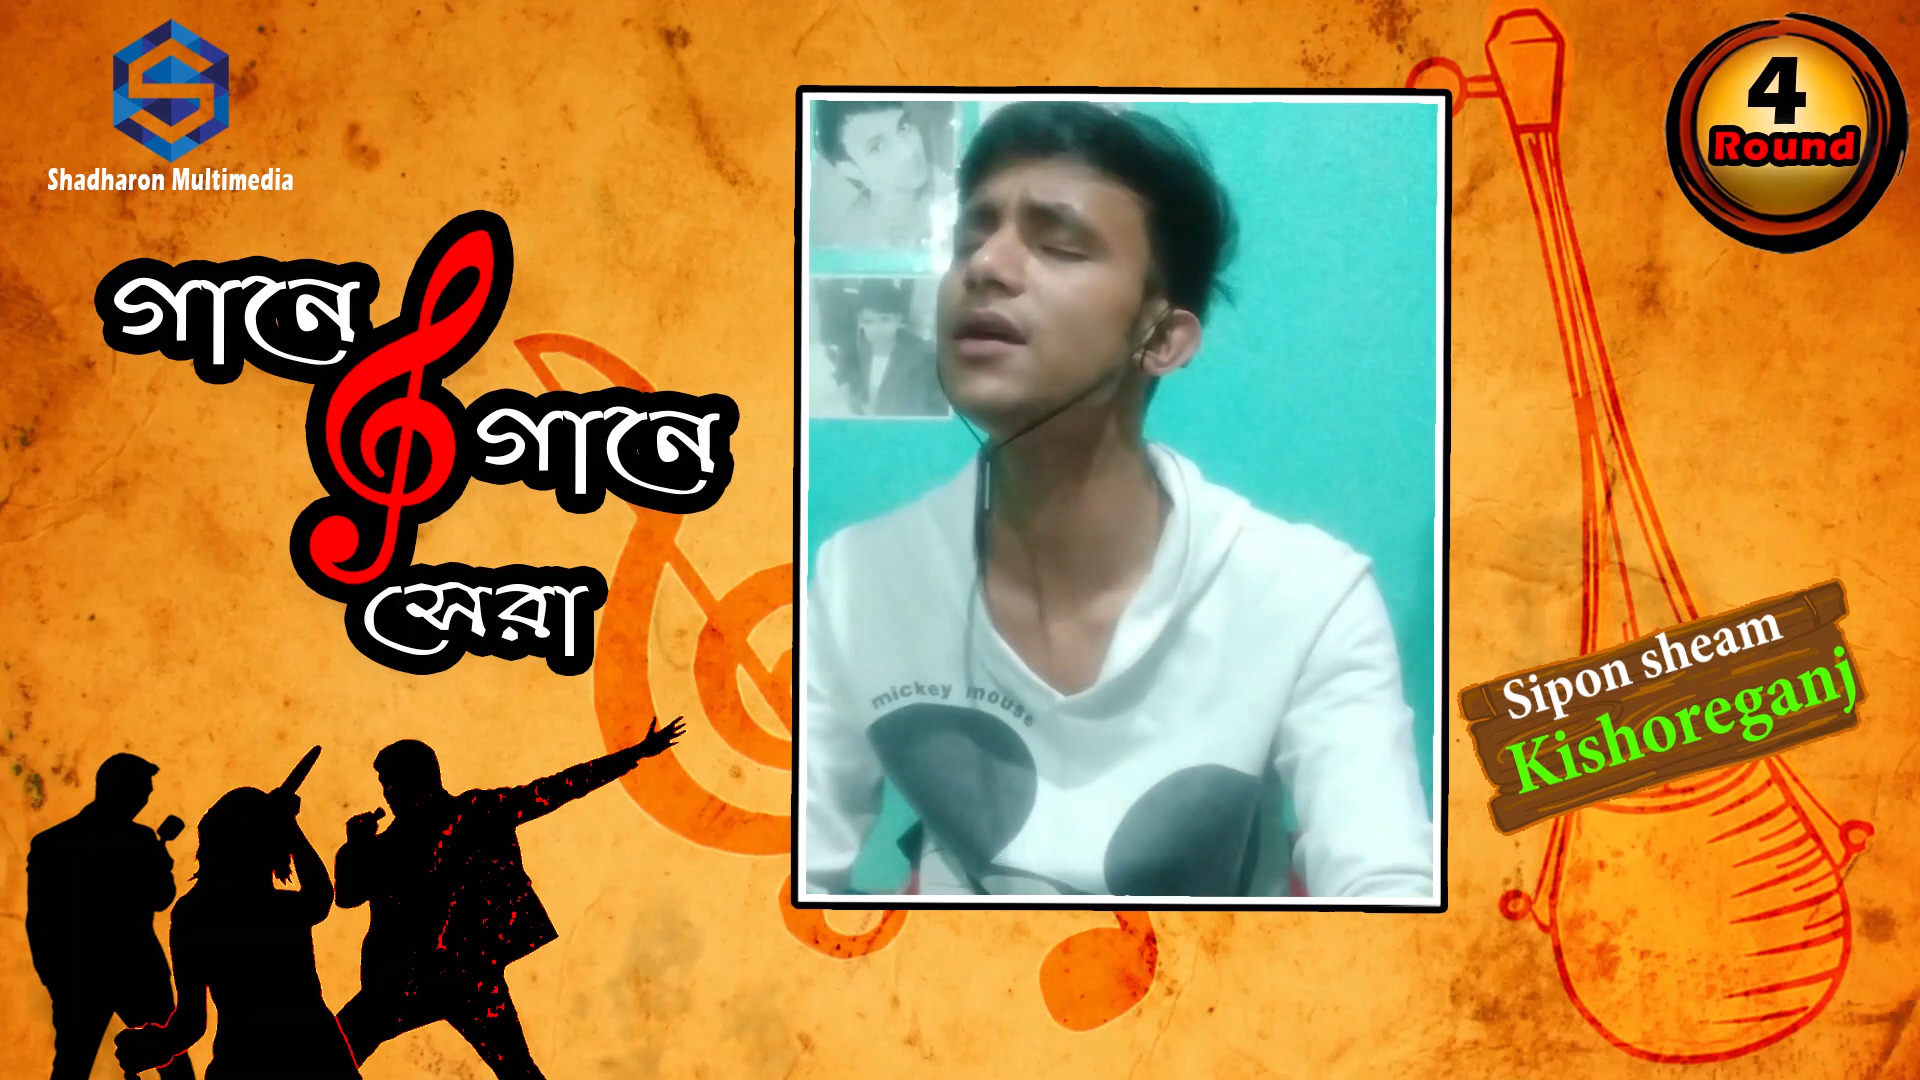 Shadharon Multimedia
গানে
গানে
সেরা
4
Round
mickey mouse
Sipon sheam
Kishoreganj